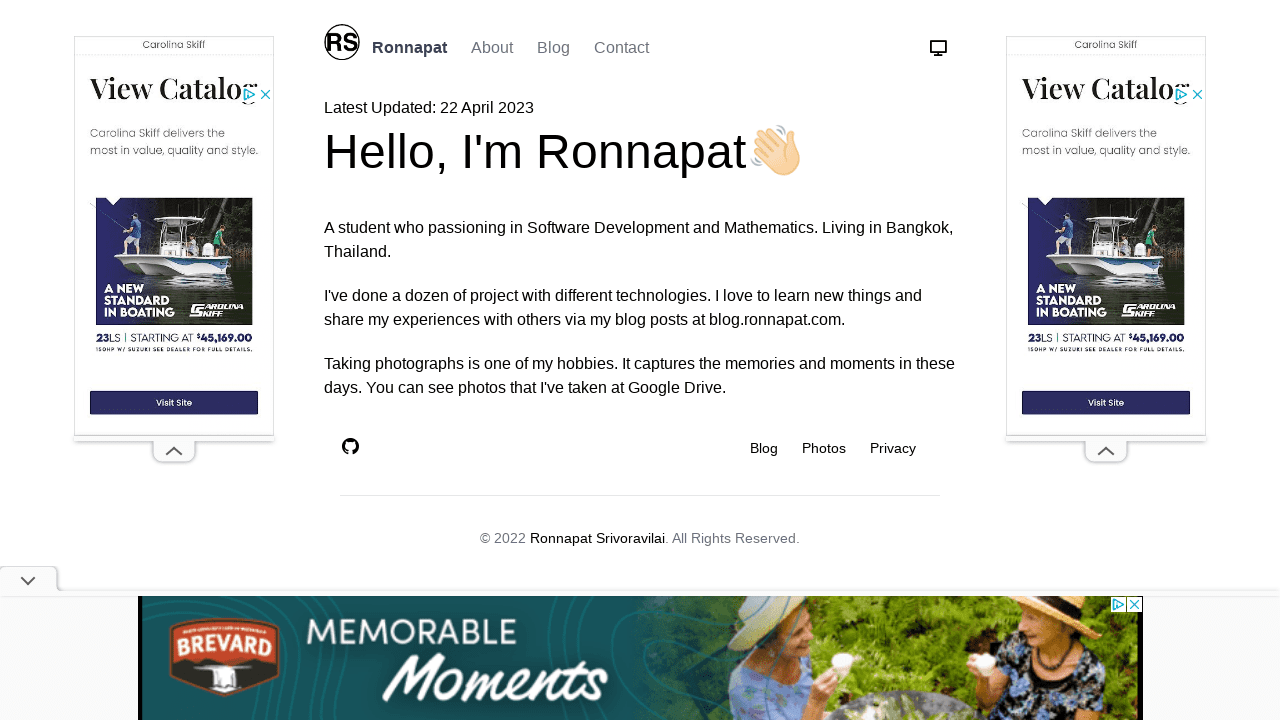 RS Ronnapat About Blog Contact
Latest Updated: 22 April 2023
Hello, I'm Ronnapat👋🏻
A student who passioning in Software Development and Mathematics. Living in Bangkok,
Thailand.
I've done a dozen of project with different technologies. I love to learn new things and
share my experiences with others via my blog posts at blog.ronnapat.com.
Taking photographs is one of my hobbies. It captures the memories and moments in these
days. You can see photos that I've taken at Google Drive.
Blog Photos Privacy
© 2022 Ronnapat Srivoravilai. All Rights Reserved.
Carolina Skiff
View Catalog
Carolina Skiff delivers the
most in value, quality and style.
A NEW
STANDARD
IN BOATING
CAROLINA
SKIFF
23LS | STARTING AT $45,169.00
150HP W/ SUZUKI SEE DEALER FOR FULL DETAILS.
Visit Site
Carolina Skiff
View Catalog
Carolina Skiff delivers the
most in value, quality and style.
A NEW
STANDARD
IN BOATING
CAROLINA
SKIFF
23LS | STARTING AT $45,169.00
150HP W/ SUZUKI SEE DEALER FOR FULL DETAILS.
Visit Site
BREVARD
MEMORABLE
Moments